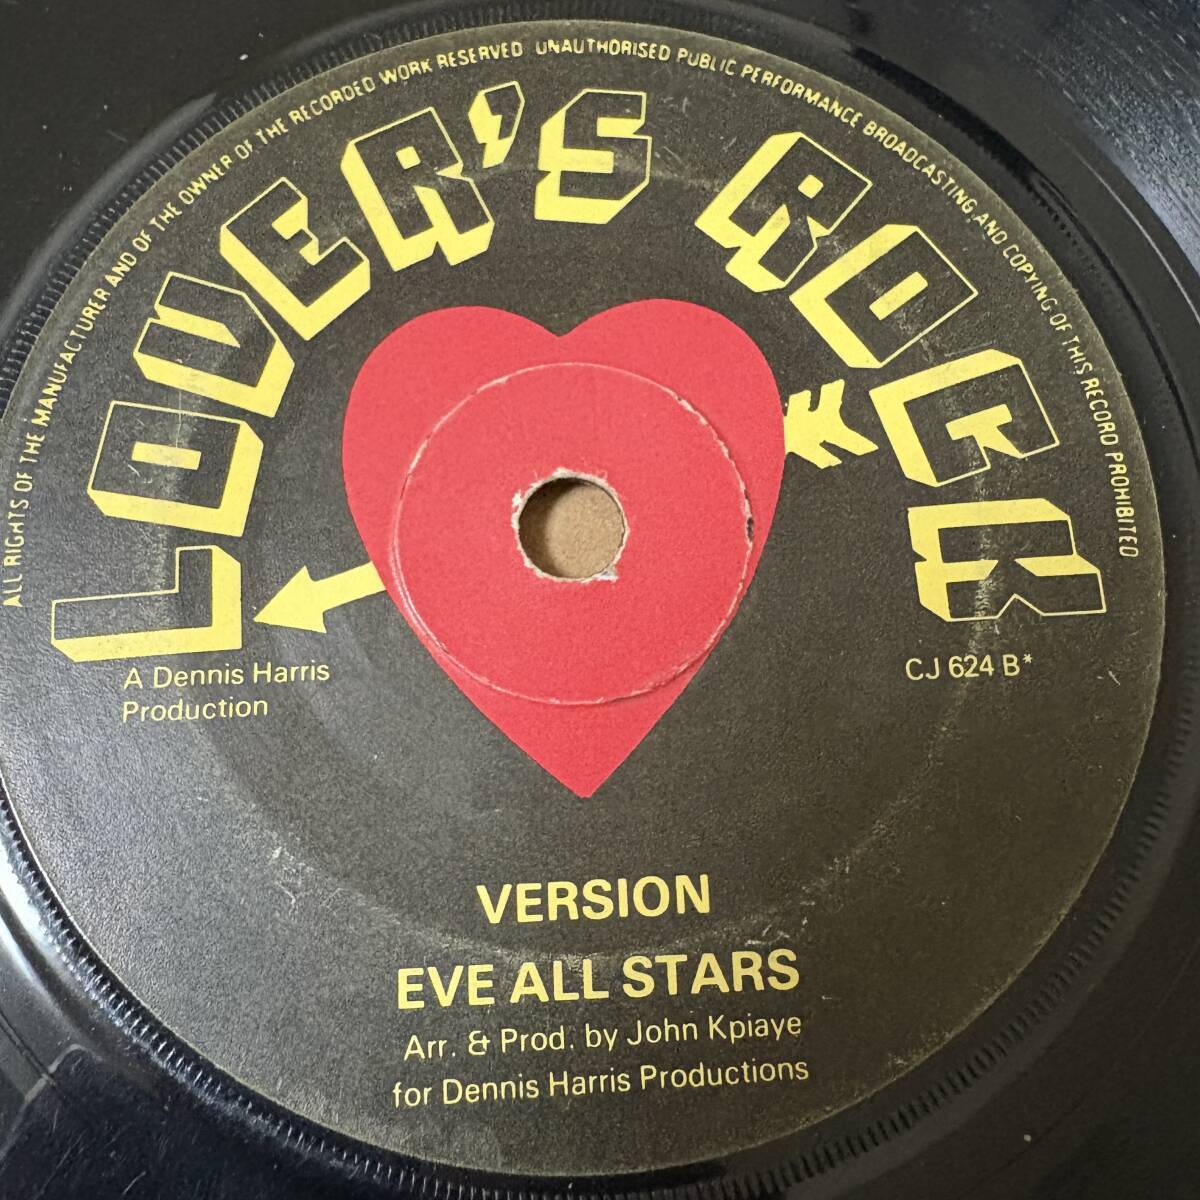 ALL RIGHTS OF THE MANUFACTURER AND OF THE OWNER OF THE RECORDED WORK RESERVED UNAUTHORISED PUBLIC PERFORMANCE BROADCASTING AND COPYING OF THIS RECORD PROHIBITED
LOVER'S ROCK
A Dennis Harris
Production
CJ 624 B*
VERSION
EVE ALL STARS
Arr. & Prod. by John Kpiaye
for Dennis Harris Productions